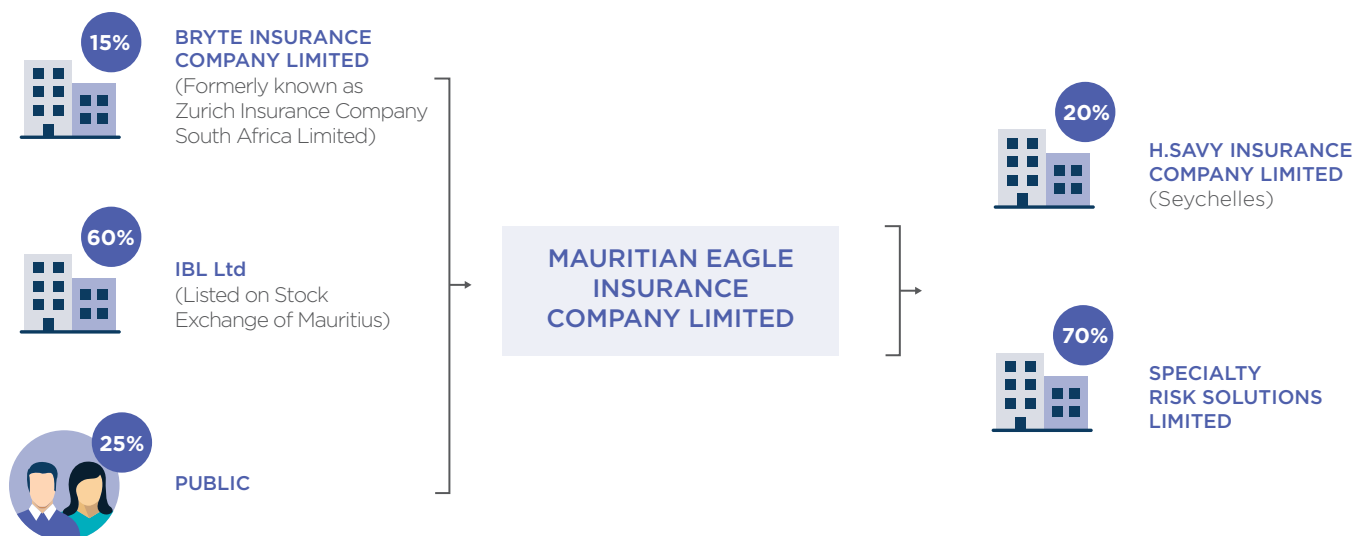 15%
BRYTE INSURANCE
COMPANY LIMITED
(Formerly known as
Zurich Insurance Company
South Africa Limited)
60%
IBL Ltd
(Listed on Stock
Exchange of Mauritius)
25%
PUBLIC
MAURITIAN EAGLE
INSURANCE
COMPANY LIMITED
20%
H.SAVY INSURANCE
COMPANY LIMITED
(Seychelles)
70%
SPECIALTY
RISK SOLUTIONS
LIMITED